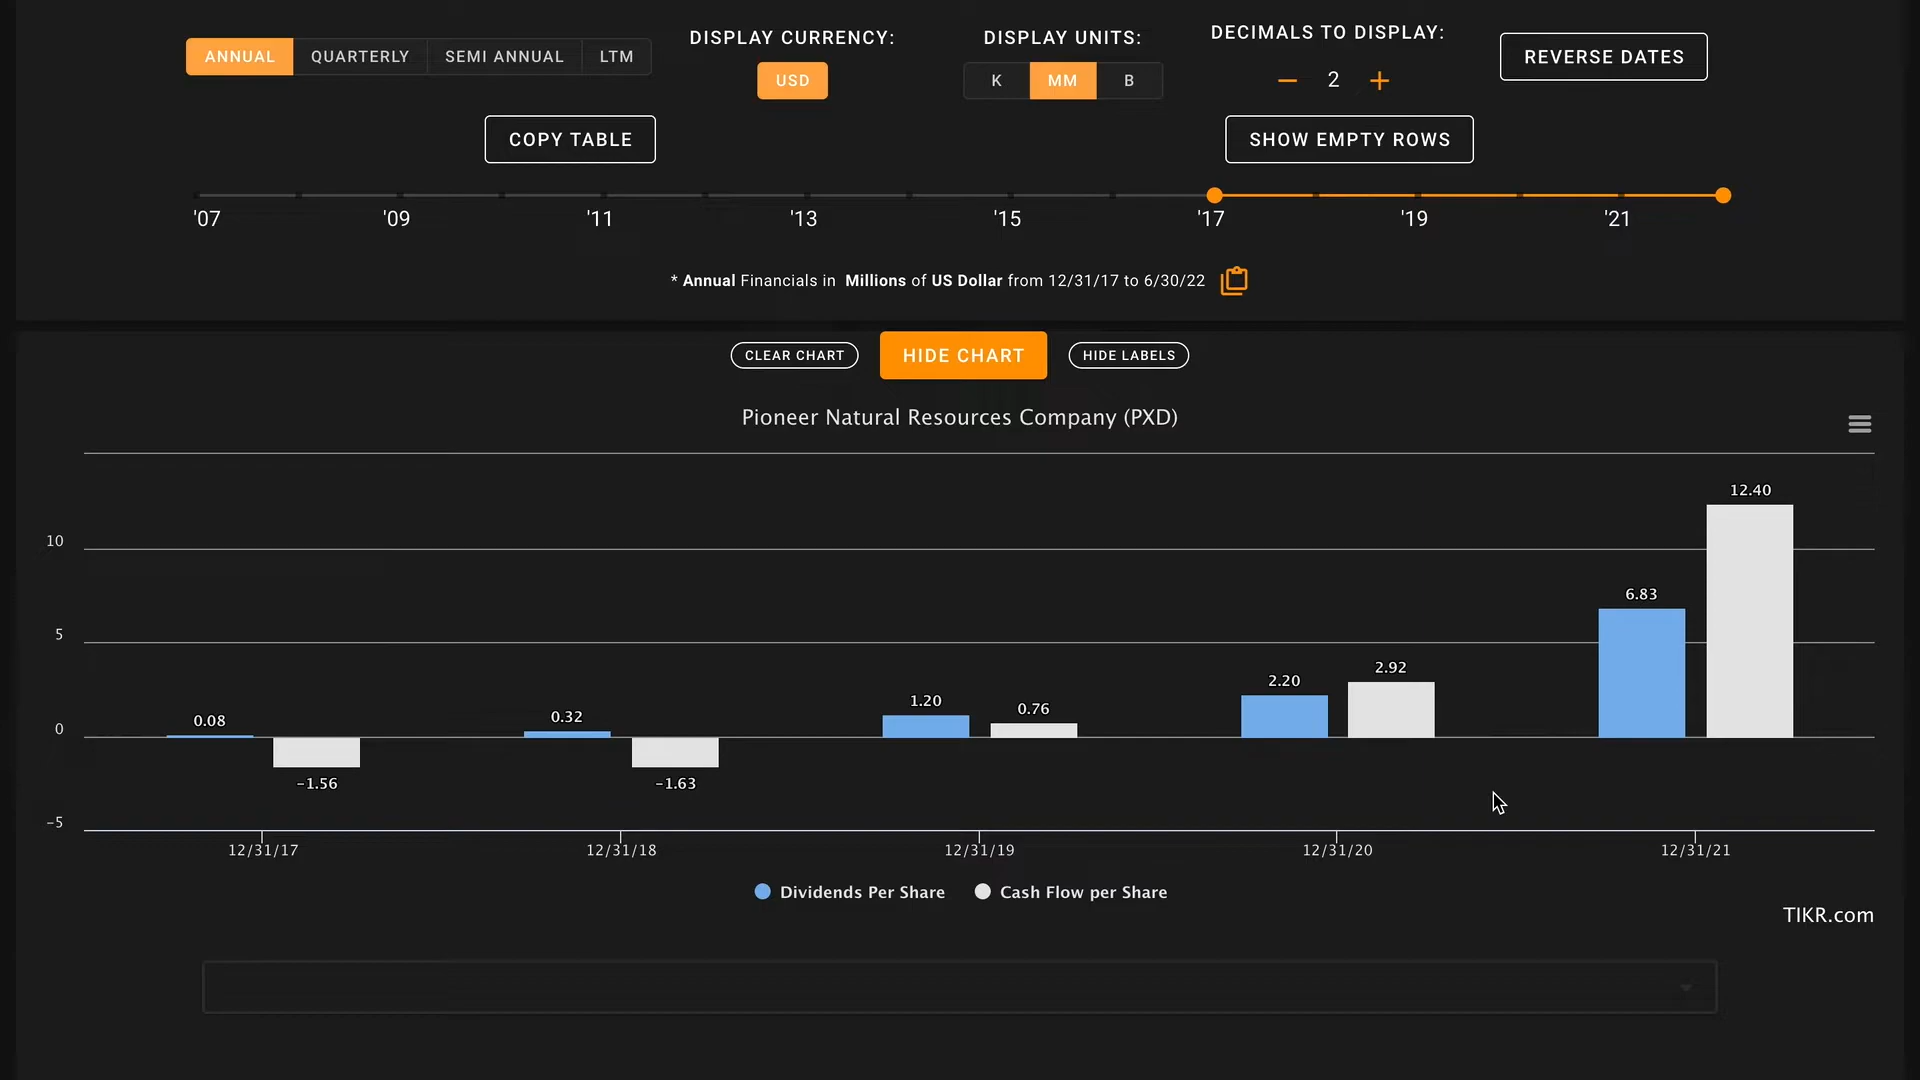 ANNUAL QUARTERLY SEMI ANNUAL LTM
DISPLAY CURRENCY:
USD
DISPLAY UNITS:
K MM B
DECIMALS TO DISPLAY:
− 2 +
REVERSE DATES
COPY TABLE
SHOW EMPTY ROWS
'07 '09 '11 '13 '15 '17 '19 '21
* Annual Financials in Millions of US Dollar from 12/31/17 to 6/30/22
CLEAR CHART
HIDE CHART
HIDE LABELS
Pioneer Natural Resources Company (PXD)
12.40
10
6.83
5
2.92
2.20
1.20
0.76
0.32
0.08
0
−1.56
−1.63
−5
12/31/17 12/31/18 12/31/19 12/31/20 12/31/21
Dividends Per Share Cash Flow per Share
TIKR.com